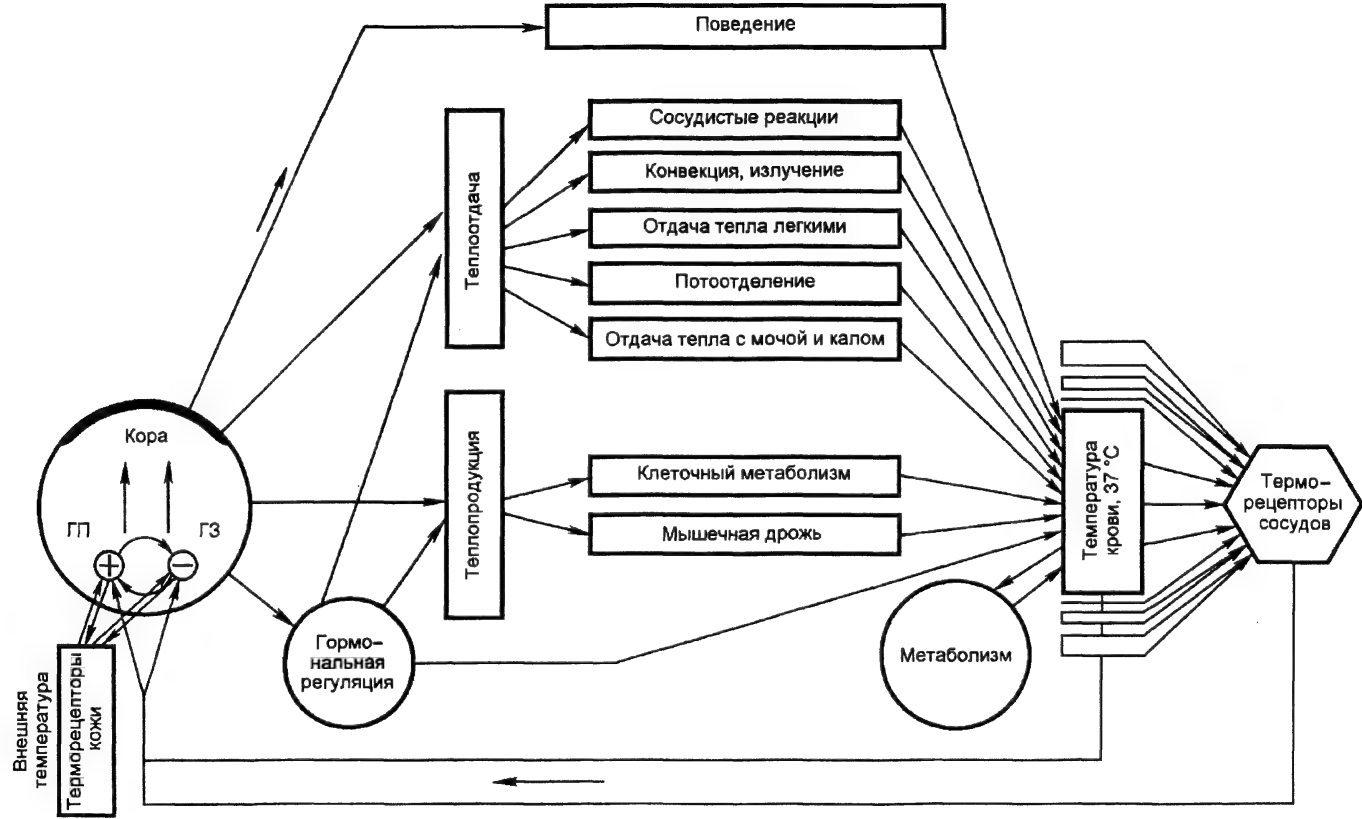 Поведение
Сосудистые реакции
Конвекция, излучение
Отдача тепла легкими
Потоотделение
Отдача тепла с мочой и калом
Теплоотдача
Теплопродукция
Клеточный метаболизм
Мышечная дрожь
Кора
ГП
ГЗ
+
−
Гормо–
нальная
регуляция
Метаболизм
Температура
крови, 37 °C
Термо–
рецепторы
сосудов
Внешняя
температура
Терморецепторы
кожи